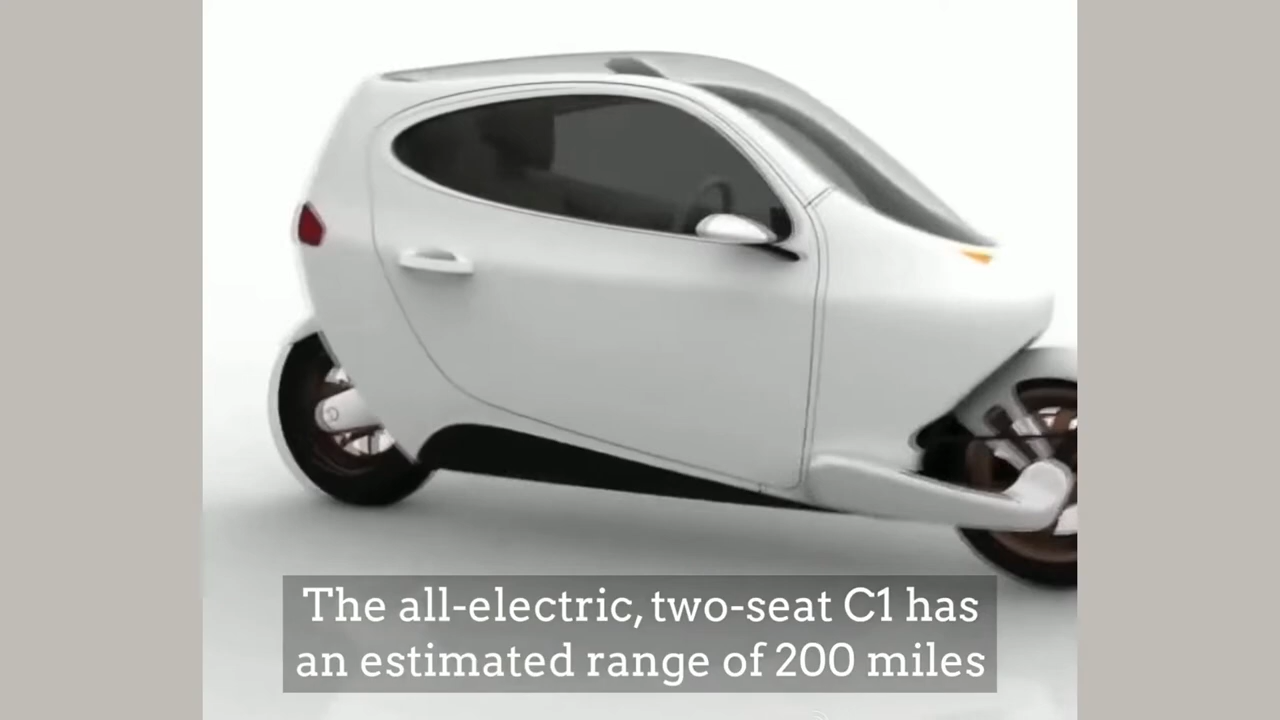 The all-electric, two-seat C1 has
an estimated range of 200 miles